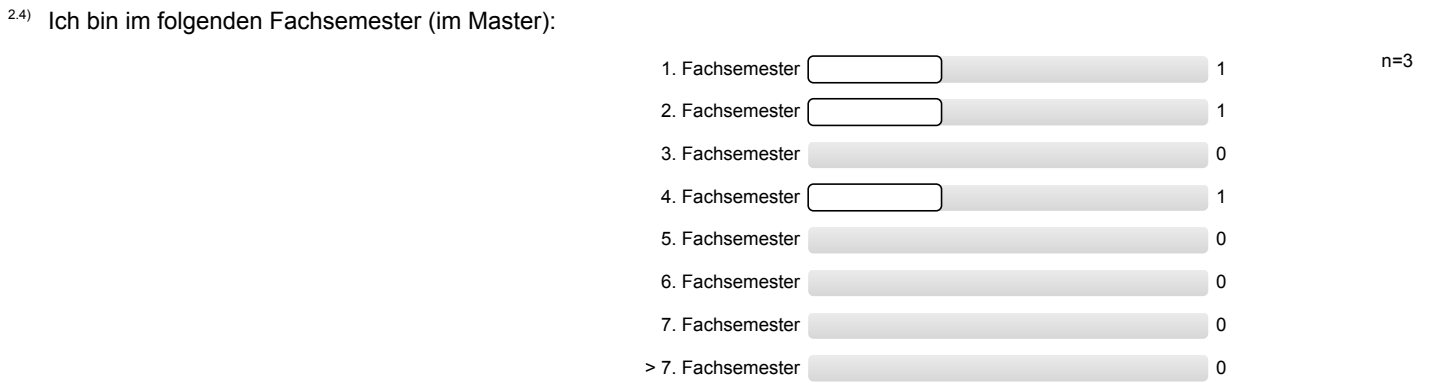 2.4) Ich bin im folgenden Fachsemester (im Master):
1. Fachsemester 1 n=3
2. Fachsemester 1
3. Fachsemester 0
4. Fachsemester 1
5. Fachsemester 0
6. Fachsemester 0
7. Fachsemester 0
> 7. Fachsemester 0